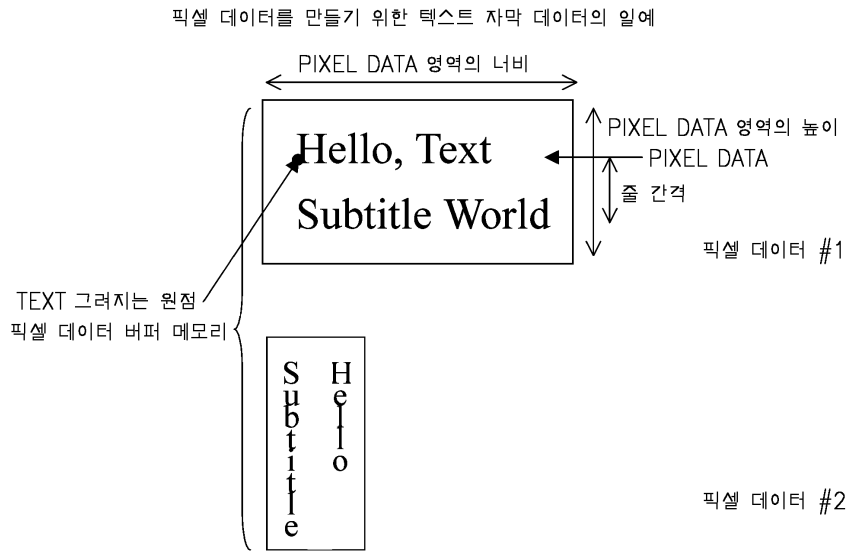 픽셀 데이터를 만들기 위한 텍스트 자막 데이터의 일예
PIXEL DATA 영역의 너비
Hello, Text
Subtitle World
PIXEL DATA 영역의 높이
PIXEL DATA
줄 간격
픽셀 데이터 #1
TEXT 그려지는 원점
픽셀 데이터 버퍼 메모리
Hello
Subtitle
픽셀 데이터 #2